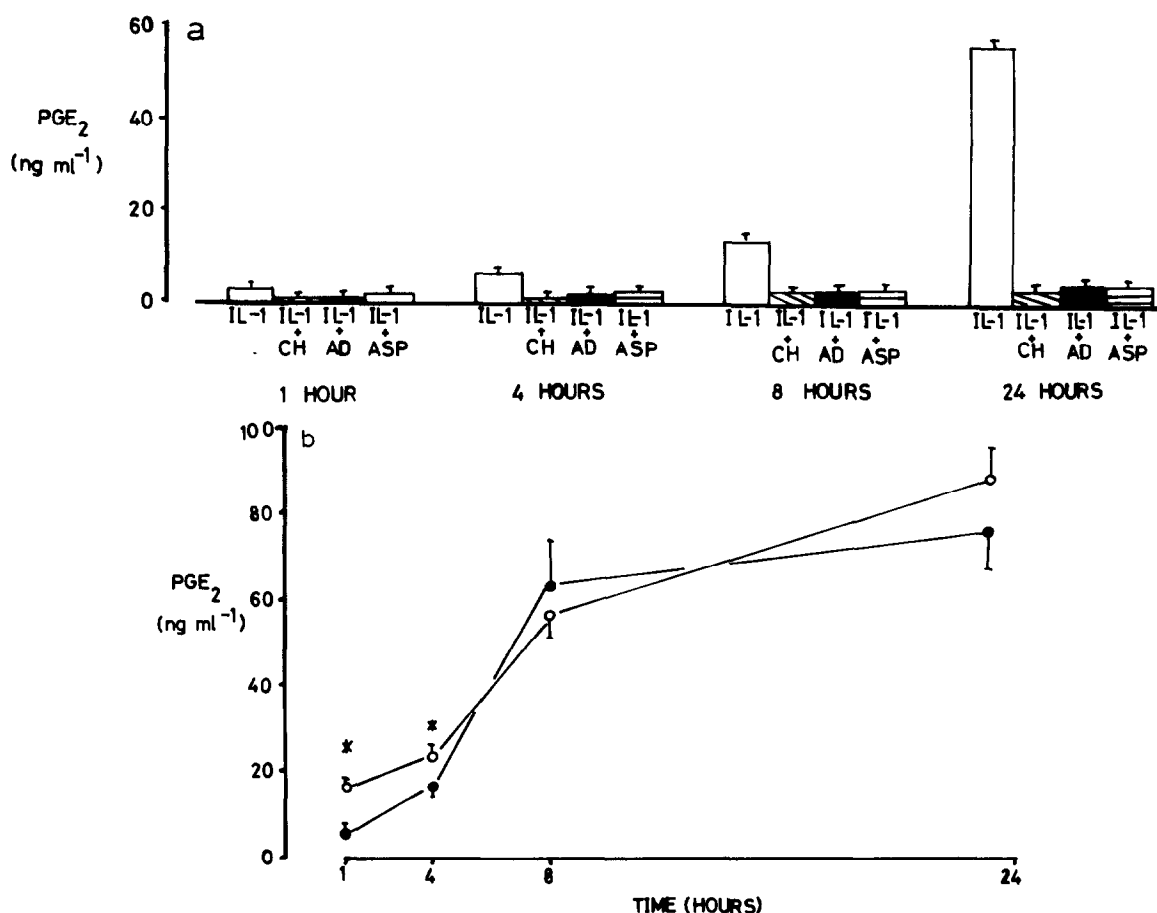 a
60
40
20
0
PGE2
(ng ml-1)
IL-1 IL-1 + CH IL-1 + AD IL-1 + ASP
IL-1 IL-1 + CH IL-1 + AD IL-1 + ASP
IL-1 IL-1 + CH IL-1 + AD IL-1 + ASP
IL-1 IL-1 + CH IL-1 + AD IL-1 + ASP
1 HOUR 4 HOURS 8 HOURS 24 HOURS
b
100
80
60
40
20
0
PGE2
(ng ml-1)
* *
1 4 8 24
TIME (HOURS)